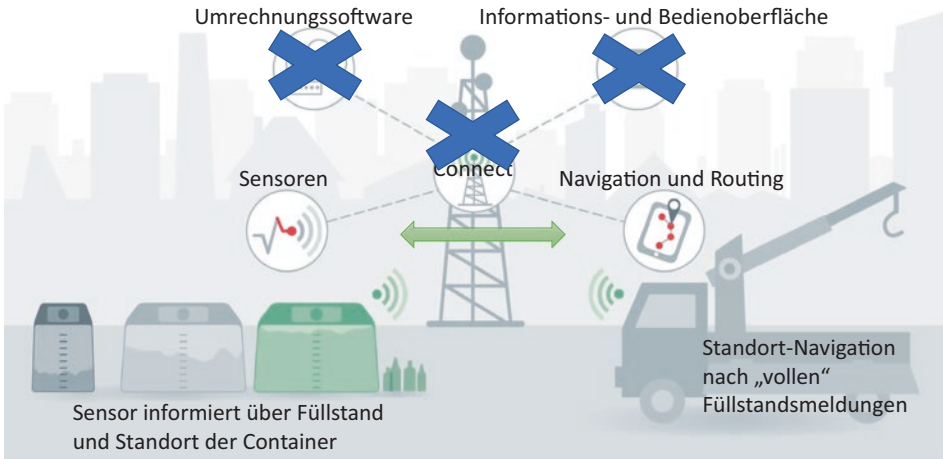 Umrechnungssoftware
Informations- und Bedienoberfläche
Connect
Sensoren
Navigation und Routing
Standort-Navigation
nach „vollen“
Füllstandsmeldungen
Sensor informiert über Füllstand
und Standort der Container